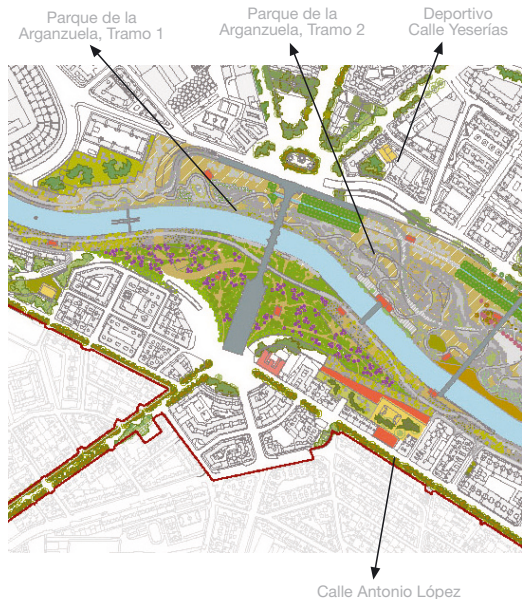 Parque de la
Arganzuela, Tramo 1
Parque de la
Arganzuela, Tramo 2
Deportivo
Calle Yeserías
Calle Antonio López